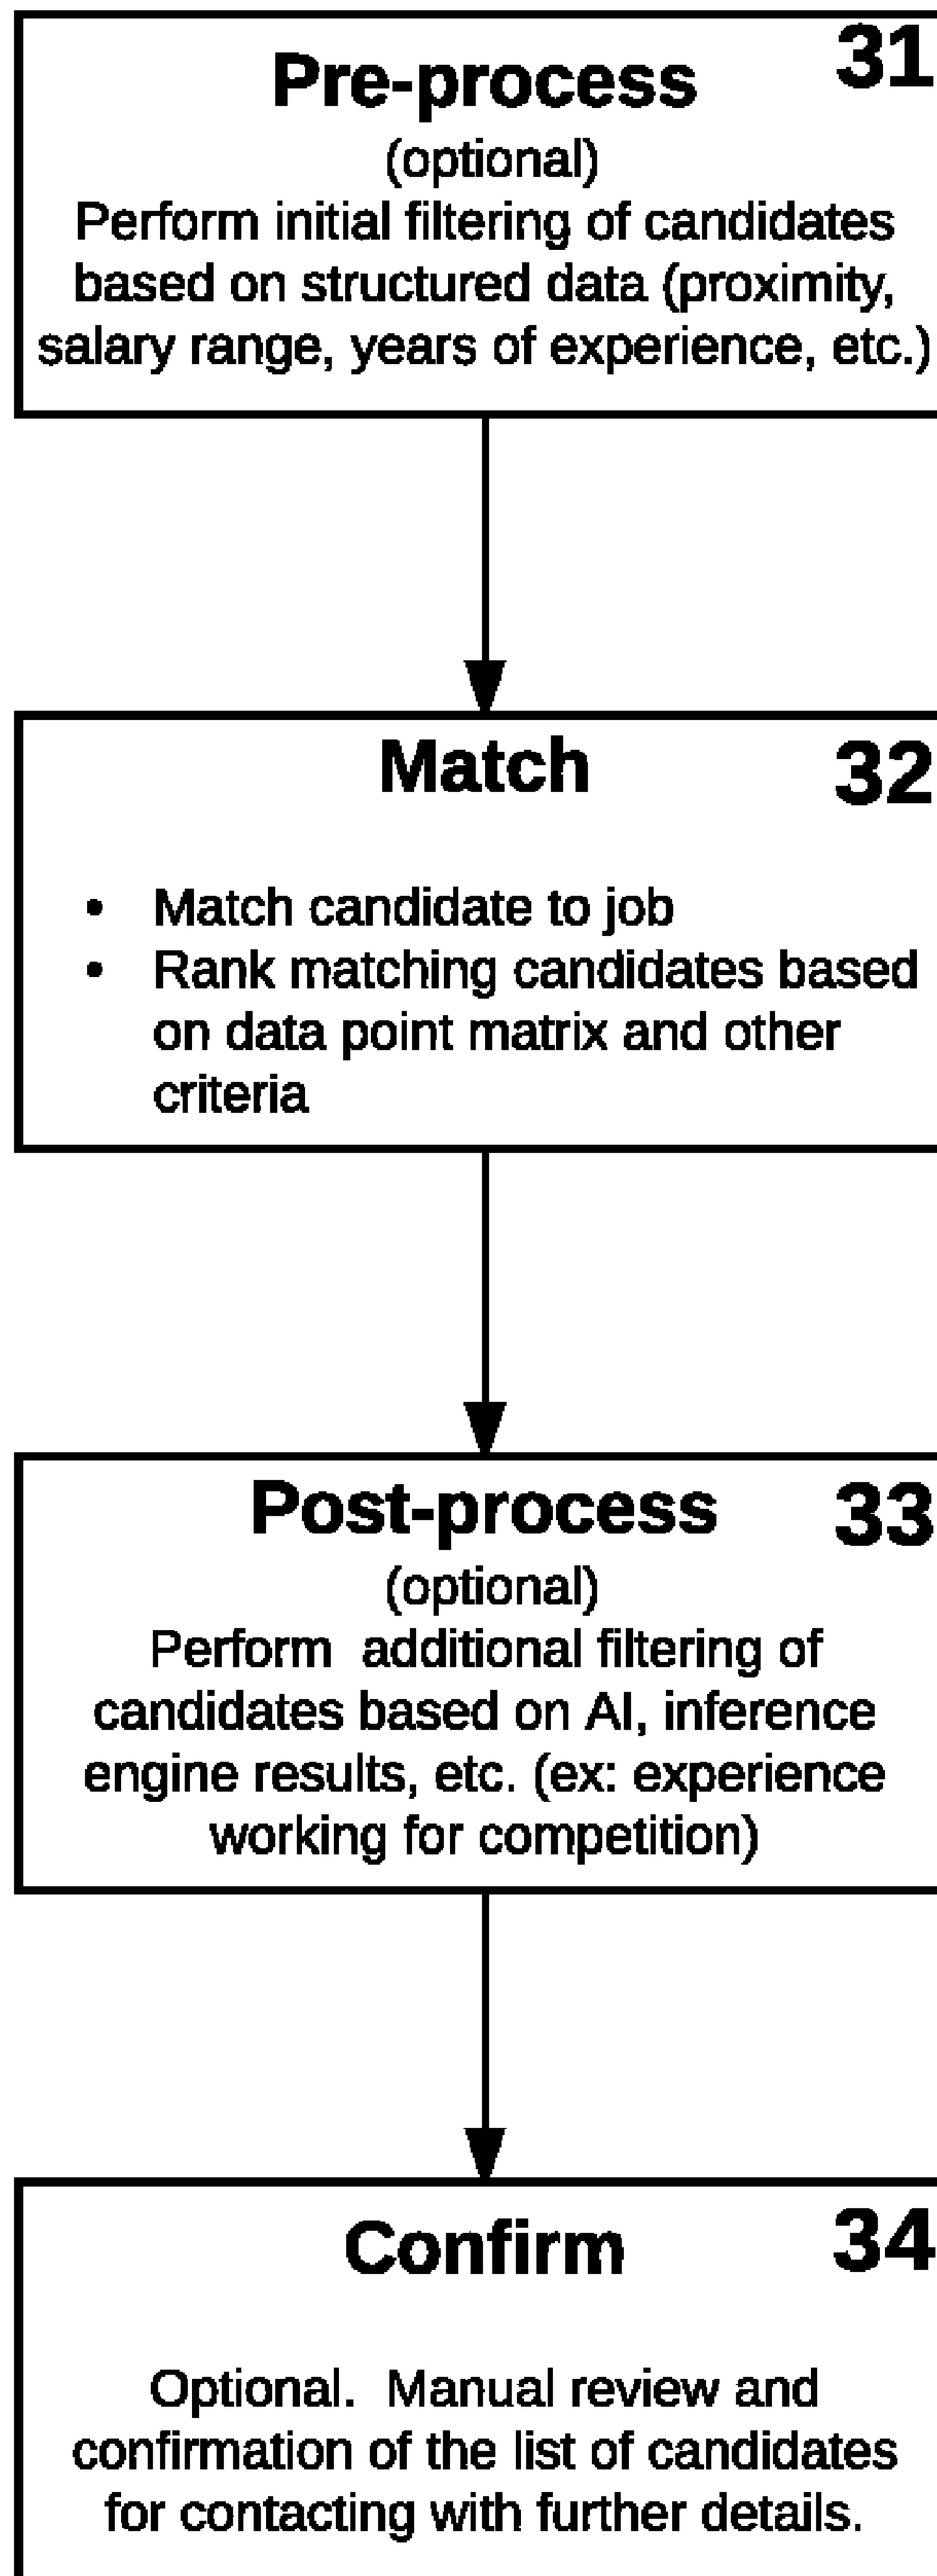 Pre-process 31
(optional)
Perform initial filtering of candidates
based on structured data (proximity,
salary range, years of experience, etc.)
Match 32
• Match candidate to job
• Rank matching candidates based
on data point matrix and other
criteria
Post-process 33
(optional)
Perform  additional filtering of
candidates based on AI, inference
engine results, etc. (ex: experience
working for competition)
Confirm 34
Optional.  Manual review and
confirmation of the list of candidates
for contacting with further details.